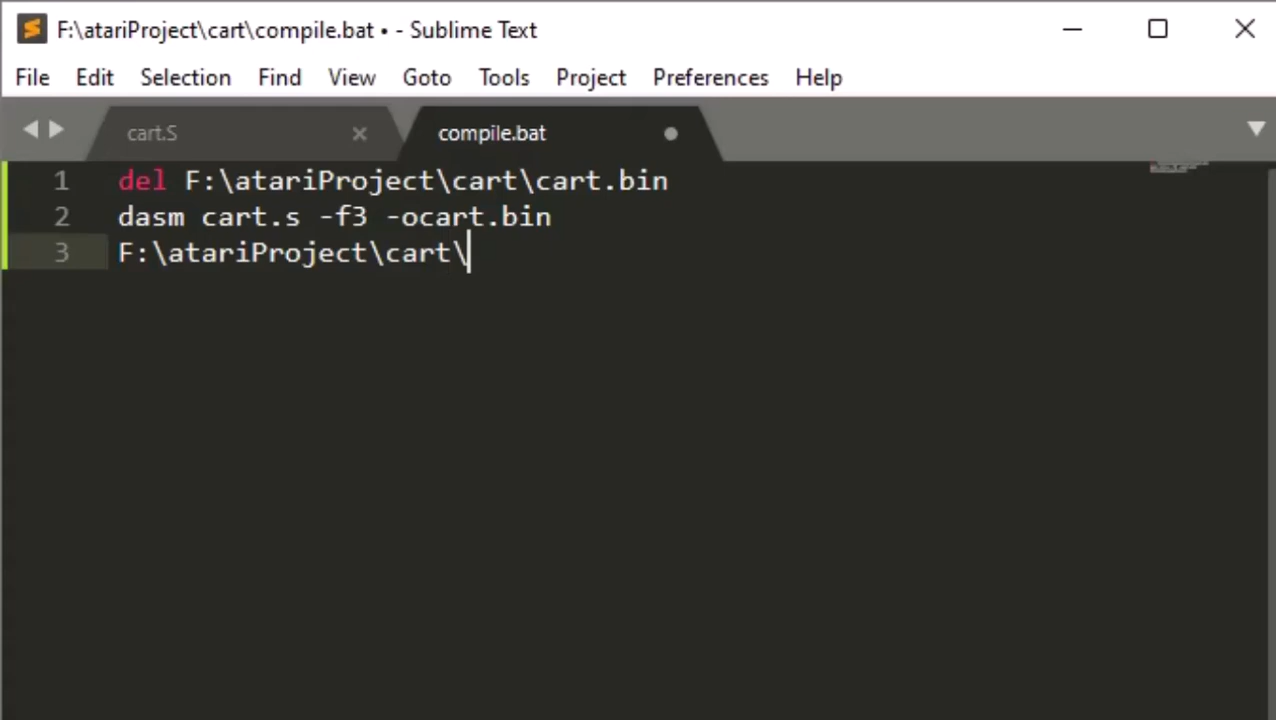 F:\atariProject\cart\compile.bat • - Sublime Text
File Edit Selection Find View Goto Tools Project Preferences Help
cart.S compile.bat
1 del F:\atariProject\cart\cart.bin
2 dasm cart.s -f3 -ocart.bin
3 F:\atariProject\cart\